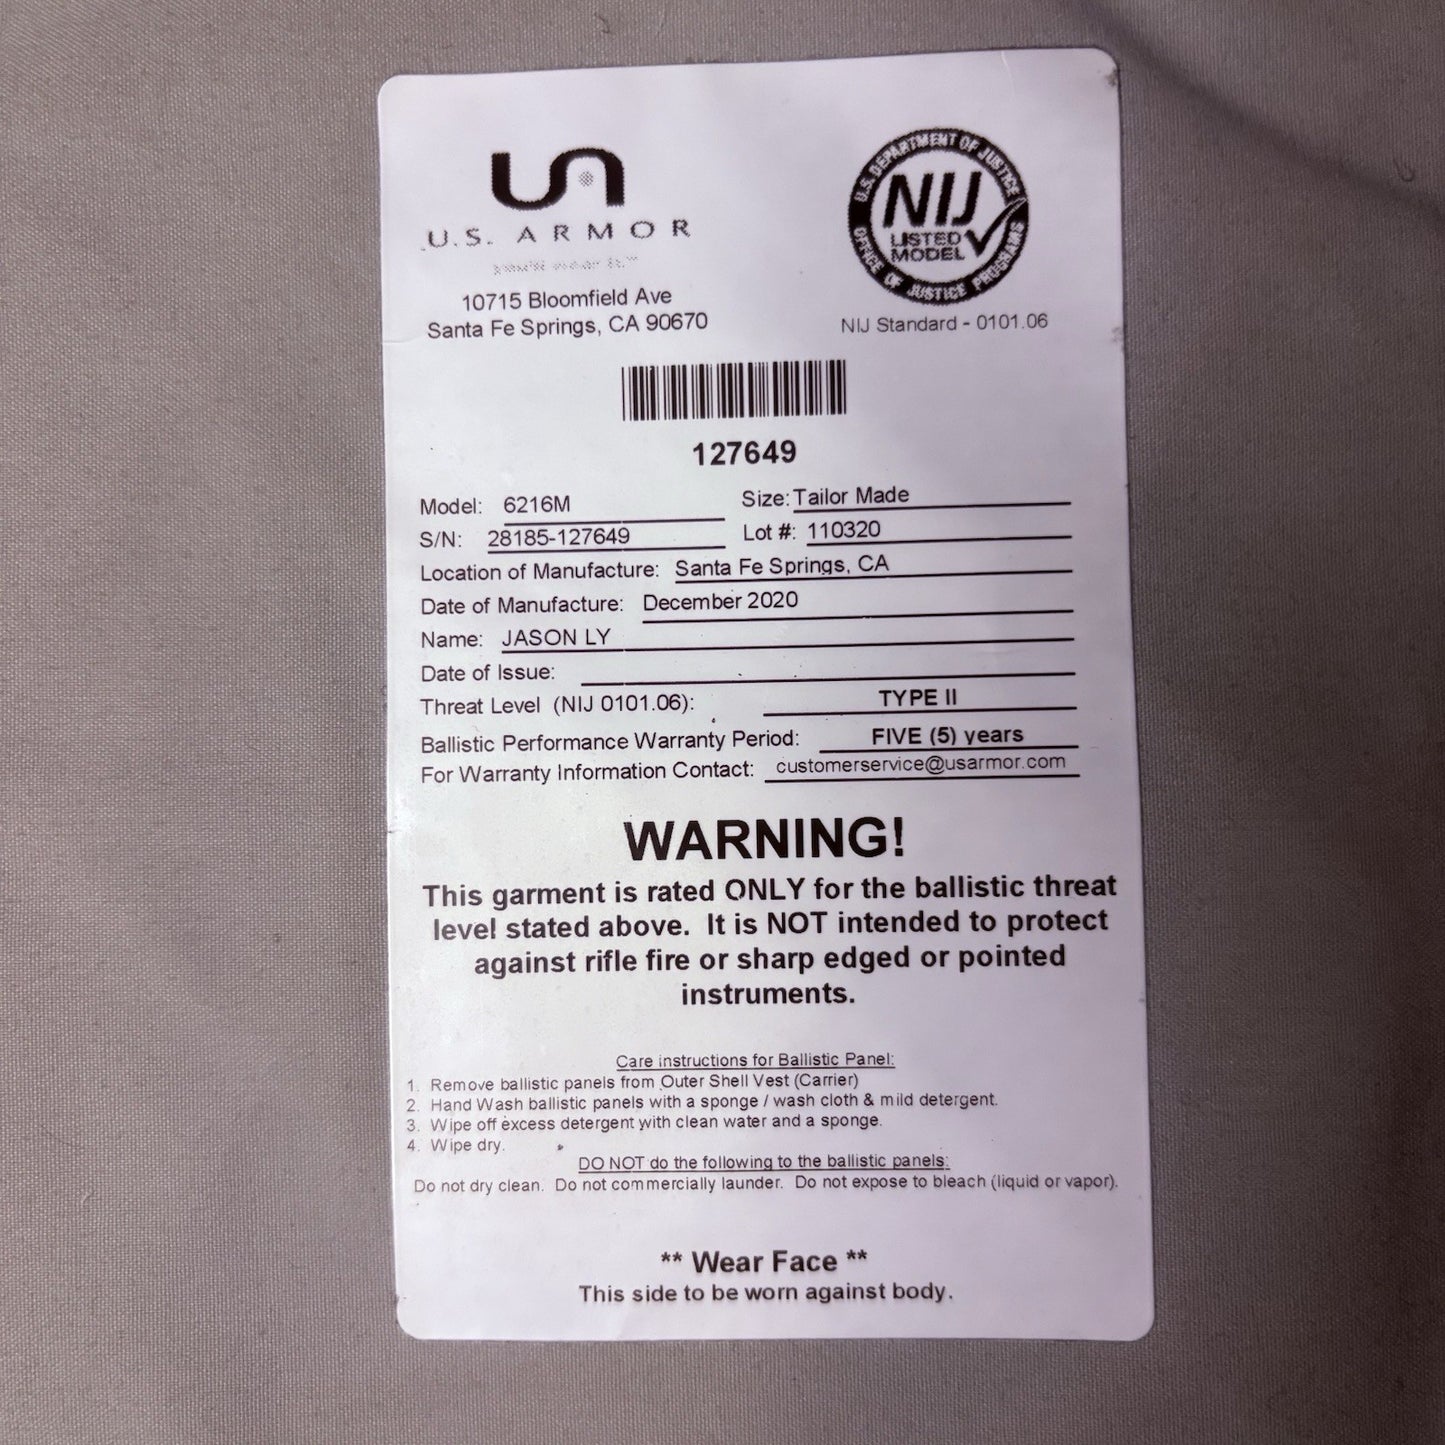 U.S. ARMOR
10715 Bloomfield Ave
Santa Fe Springs, CA 90670
U.S. DEPARTMENT OF JUSTICE
NIJ
LISTED
MODEL
OFFICE OF JUSTICE PROGRAMS
NIJ Standard - 0101.06
127649
Model: 6216M Size: Tailor Made
S/N: 28185-127649 Lot #: 110320
Location of Manufacture: Santa Fe Springs, CA
Date of Manufacture: December 2020
Name: JASON LY
Date of Issue:
Threat Level (NIJ 0101.06): TYPE II
Ballistic Performance Warranty Period: FIVE (5) years
For Warranty Information Contact: customerservice@usarmor.com
WARNING!
This garment is rated ONLY for the ballistic threat
level stated above. It is NOT intended to protect
against rifle fire or sharp edged or pointed
instruments.
Care instructions for Ballistic Panel:
1. Remove ballistic panels from Outer Shell Vest (Carrier)
2. Hand Wash ballistic panels with a sponge / wash cloth & mild detergent.
3. Wipe off excess detergent with clean water and a sponge.
4. Wipe dry.
DO NOT do the following to the ballistic panels:
Do not dry clean. Do not commercially launder. Do not expose to bleach (liquid or vapor).
** Wear Face **
This side to be worn against body.